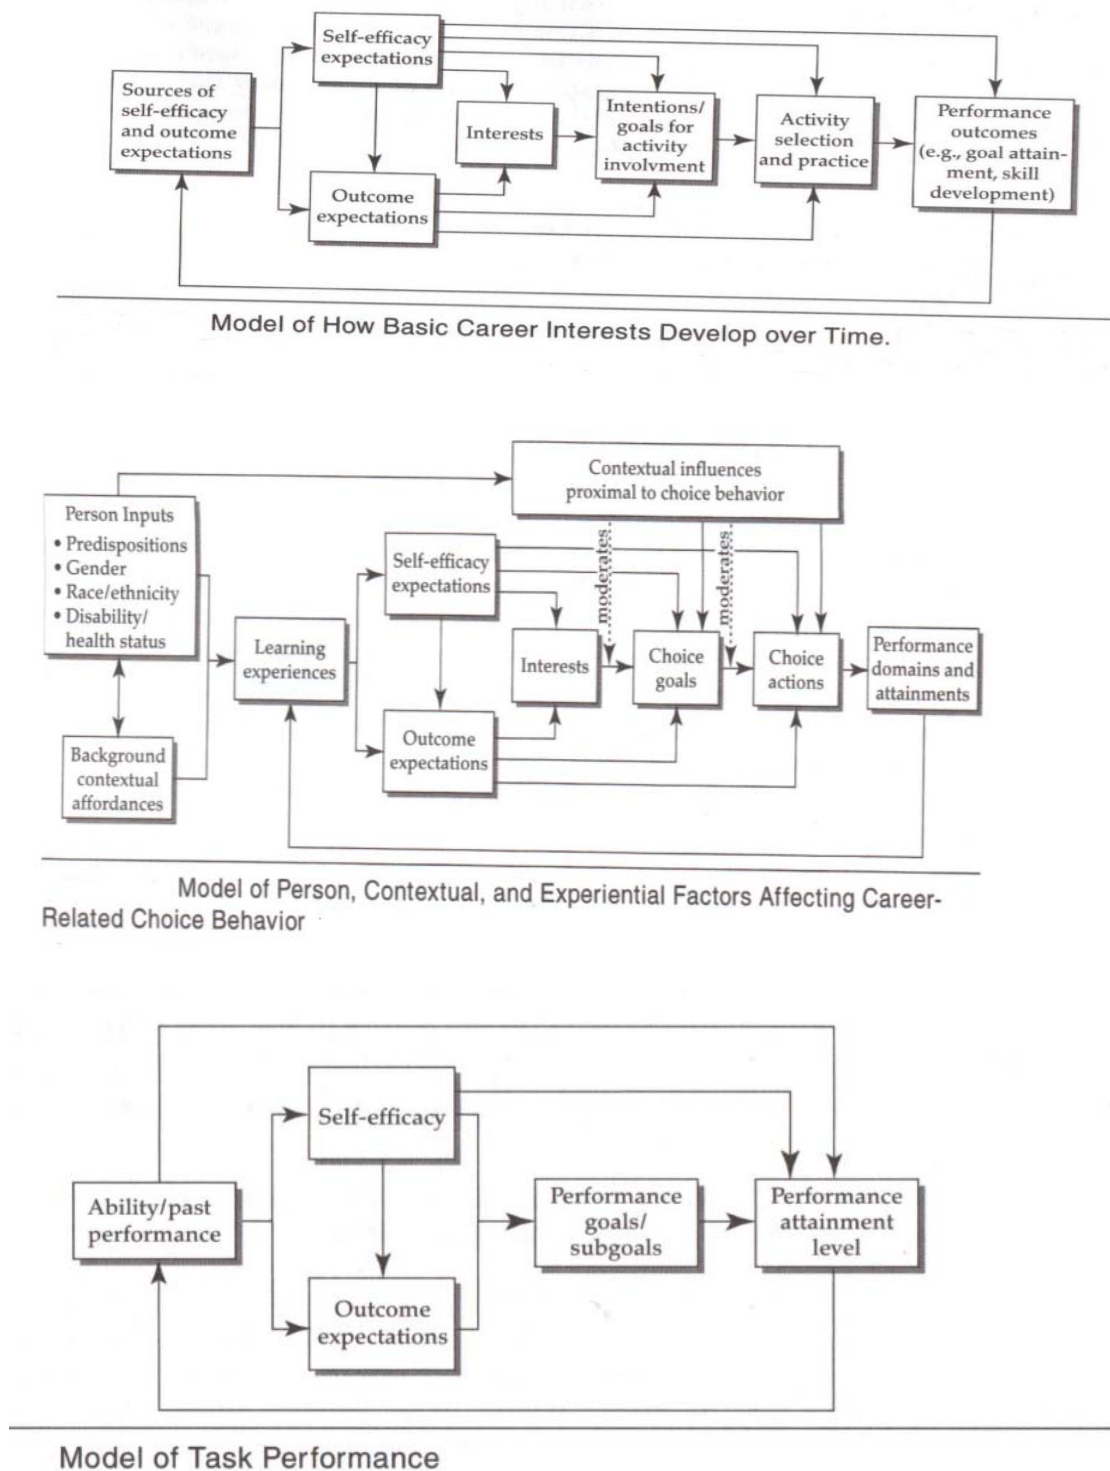 Self-efficacy
expectations
Sources of
self-efficacy
and outcome
expectations
Interests
Intentions/
goals for
activity
involvment
Activity
selection
and practice
Performance
outcomes
(e.g., goal attain-
ment, skill
development)
Outcome
expectations
Model of How Basic Career Interests Develop over Time.
Contextual influences
proximal to choice behavior
Person Inputs
• Predispositions
• Gender
• Race/ethnicity
• Disability/
health status
Self-efficacy
expectations
moderates
moderates
Learning
experiences
Interests
Choice
goals
Choice
actions
Performance
domains and
attainments
Outcome
expectations
Background
contextual
affordances
Model of Person, Contextual, and Experiential Factors Affecting Career-
Related Choice Behavior
Self-efficacy
Ability/past
performance
Performance
goals/
subgoals
Performance
attainment
level
Outcome
expectations
Model of Task Performance